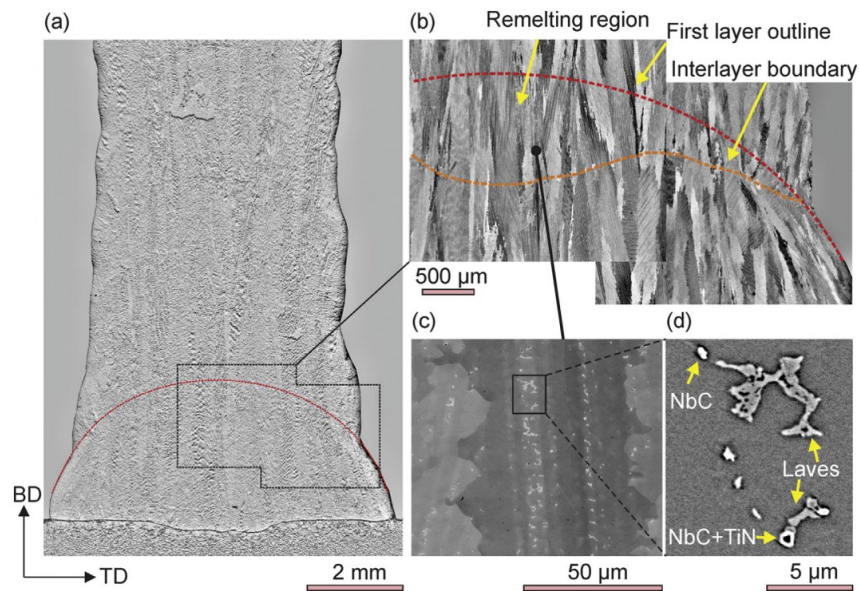 (a)
BD
TD
2 mm
(b)
Remelting region
First layer outline
Interlayer boundary
500 µm
(c)
50 µm
(d)
NbC
Laves
NbC+TiN
5 µm